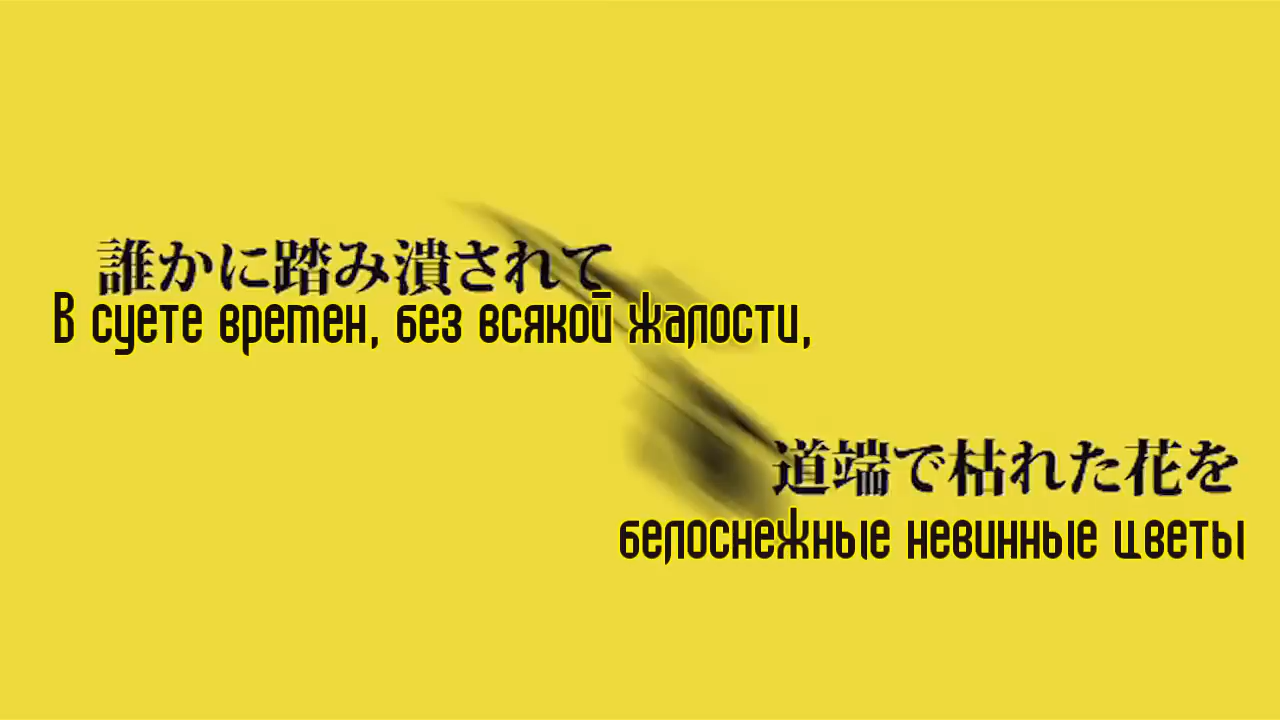 誰かに踏み潰されて
В суете времен, без всякой жалости,
道端で枯れた花を
белоснежные невинные цветы